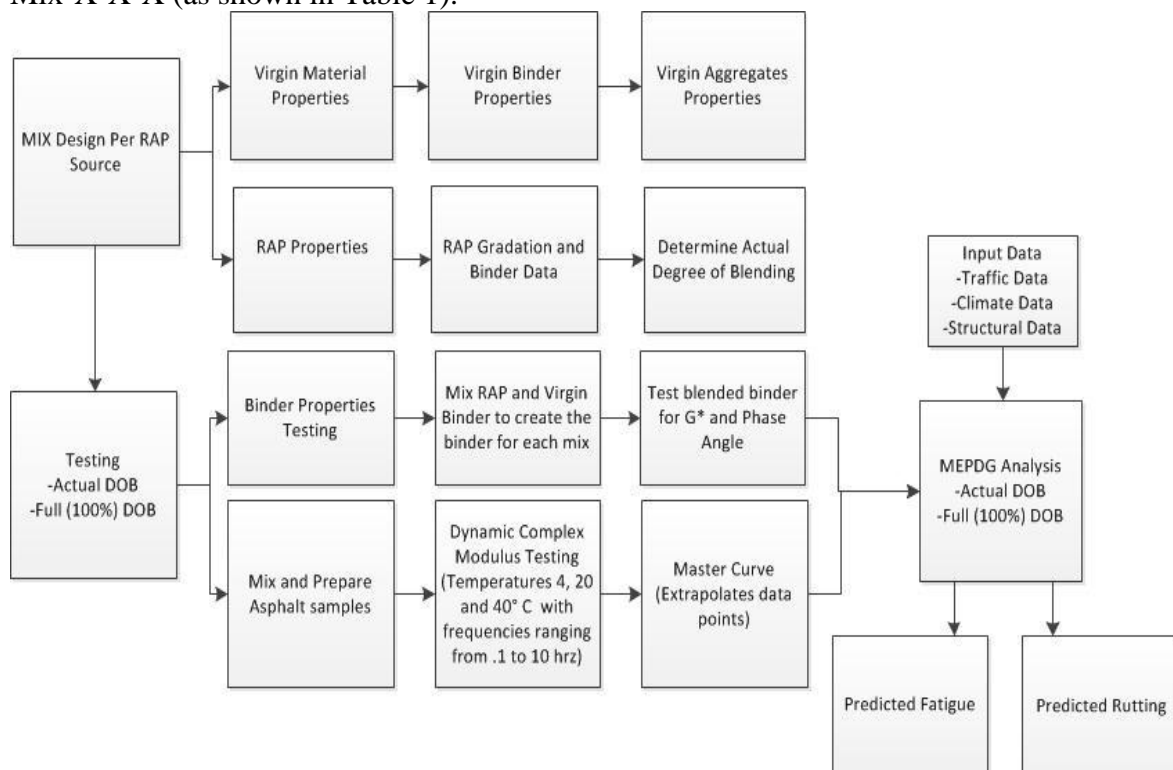 Mix-X-X-X (as shown in Table 1).
Virgin Material
Properties
Virgin Binder
Properties
Virgin Aggregates
Properties
MIX Design Per RAP
Source
RAP Properties
RAP Gradation and
Binder Data
Determine Actual
Degree of Blending
Input Data
-Traffic Data
-Climate Data
-Structural Data
Testing
-Actual DOB
-Full (100%) DOB
Binder Properties
Testing
Mix RAP and Virgin
Binder to create the
binder for each mix
Test blended binder
for G* and Phase
Angle
MEPDG Analysis
-Actual DOB
-Full (100%) DOB
Mix and Prepare
Asphalt samples
Dynamic Complex
Modulus Testing
(Temperatures 4, 20
and 40° C with
frequencies ranging
from .1 to 10 hrz)
Master Curve
(Extrapolates data
points)
Predicted Fatigue
Predicted Rutting